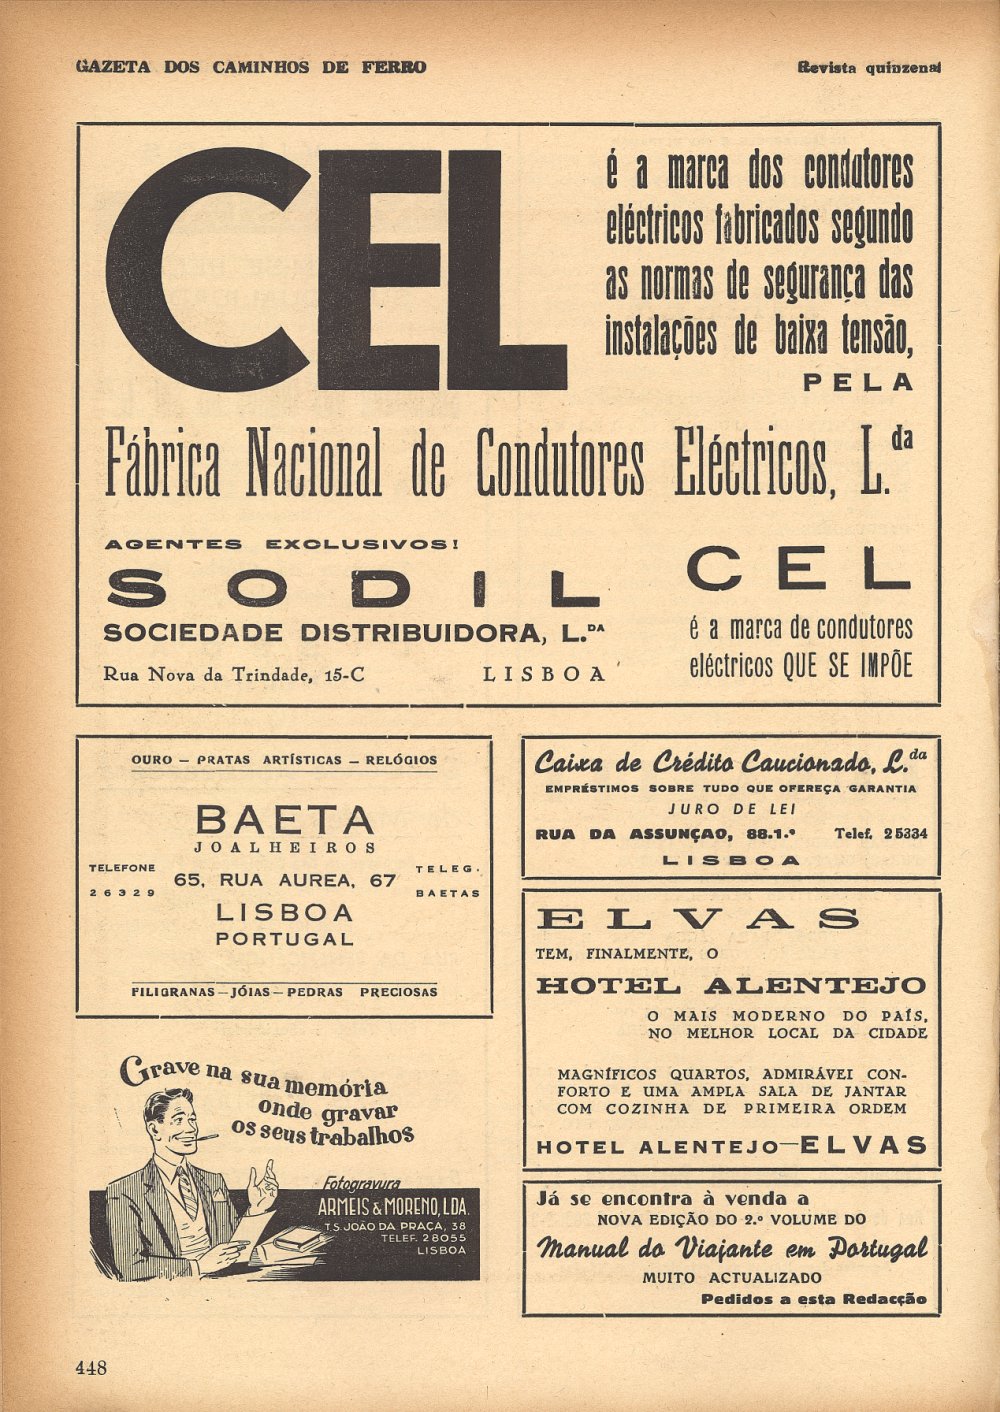 GAZETA DOS CAMINHOS DE FERRO
Revista quinzenal
CEL
é a marca dos condutores
eléctricos fabricados segundo
as normas de segurança das
instalações de baixa tensão,
PELA
Fábrica Nacional de Condutores Eléctricos, L.da
AGENTES EXCLUSIVOS!
SODIL
SOCIEDADE DISTRIBUIDORA, L.DA
Rua Nova da Trindade, 15-C LISBOA
CEL
é a marca de condutores
eléctricos QUE SE IMPÕE
OURO — PRATAS ARTÍSTICAS — RELÓGIOS
BAETA
JOALHEIROS
TELEFONE
26329
65, RUA AUREA, 67
TELEG.
BAETAS
LISBOA
PORTUGAL
FILIGRANAS—JÓIAS—PEDRAS PRECIOSAS
Grave na sua memória
onde gravar
os seus trabalhos
Fotogravura
ARMEIS & MORENO, LDA.
TS. JOÃO DA PRAÇA, 38
TELEF. 28055
LISBOA
Caixa de Crédito Caucionado, L.da
EMPRÉSTIMOS SOBRE TUDO QUE OFEREÇA GARANTIA
JURO DE LEI
RUA DA ASSUNÇAO, 88.1.º Telef. 25334
LISBOA
ELVAS
TEM, FINALMENTE, O
HOTEL ALENTEJO
O MAIS MODERNO DO PAÍS,
NO MELHOR LOCAL DA CIDADE
MAGNÍFICOS QUARTOS, ADMIRÁVEI CON-
FORTO E UMA AMPLA SALA DE JANTAR
COM COZINHA DE PRIMEIRA ORDEM
HOTEL ALENTEJO—ELVAS
Já se encontra à venda a
NOVA EDIÇÃO DO 2.º VOLUME DO
Manual do Viajante em Portugal
MUITO ACTUALIZADO
Pedidos a esta Redacção
448